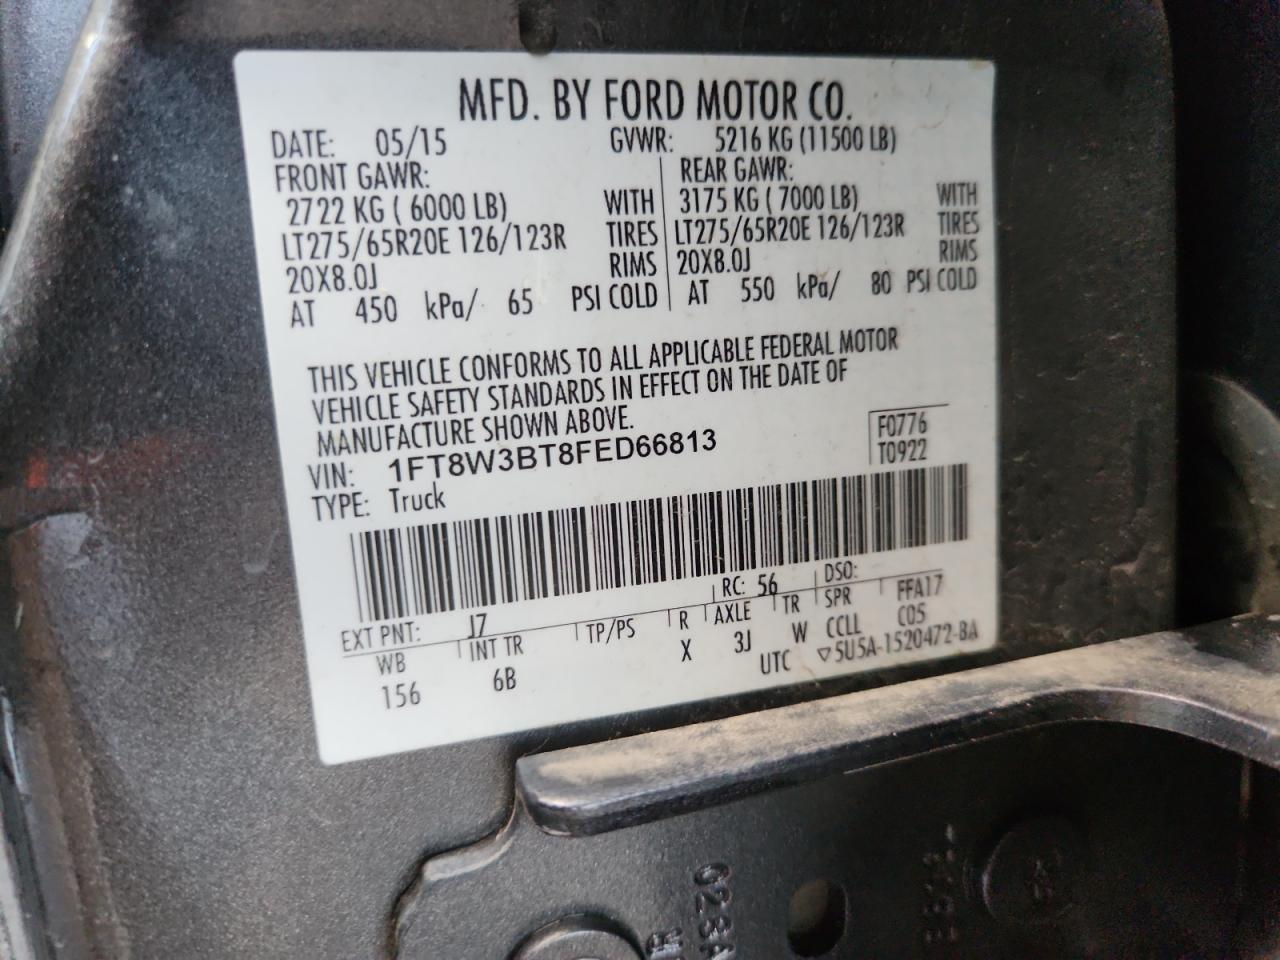 MFD. BY FORD MOTOR CO.
DATE: 05/15 GVWR: 5216 KG (11500 LB)
FRONT GAWR: REAR GAWR:
2722 KG ( 6000 LB) WITH 3175 KG ( 7000 LB) WITH
LT275/65R20E 126/123R TIRES LT275/65R20E 126/123R TIRES
20X8.0J RIMS 20X8.0J RIMS
AT 450 kPa/ 65 PSI COLD AT 550 kPa/ 80 PSI COLD
THIS VEHICLE CONFORMS TO ALL APPLICABLE FEDERAL MOTOR
VEHICLE SAFETY STANDARDS IN EFFECT ON THE DATE OF
MANUFACTURE SHOWN ABOVE.
F0776
VIN: 1FT8W3BT8FED66813
T0922
TYPE: Truck
EXT PNT: J7 RC: 56 DSO:
WB INT TR TP/PS R AXLE TR SPR FFA17
156 6B X 3J W CCLL C05
UTC ▽5U5A-1520472-BA
0234